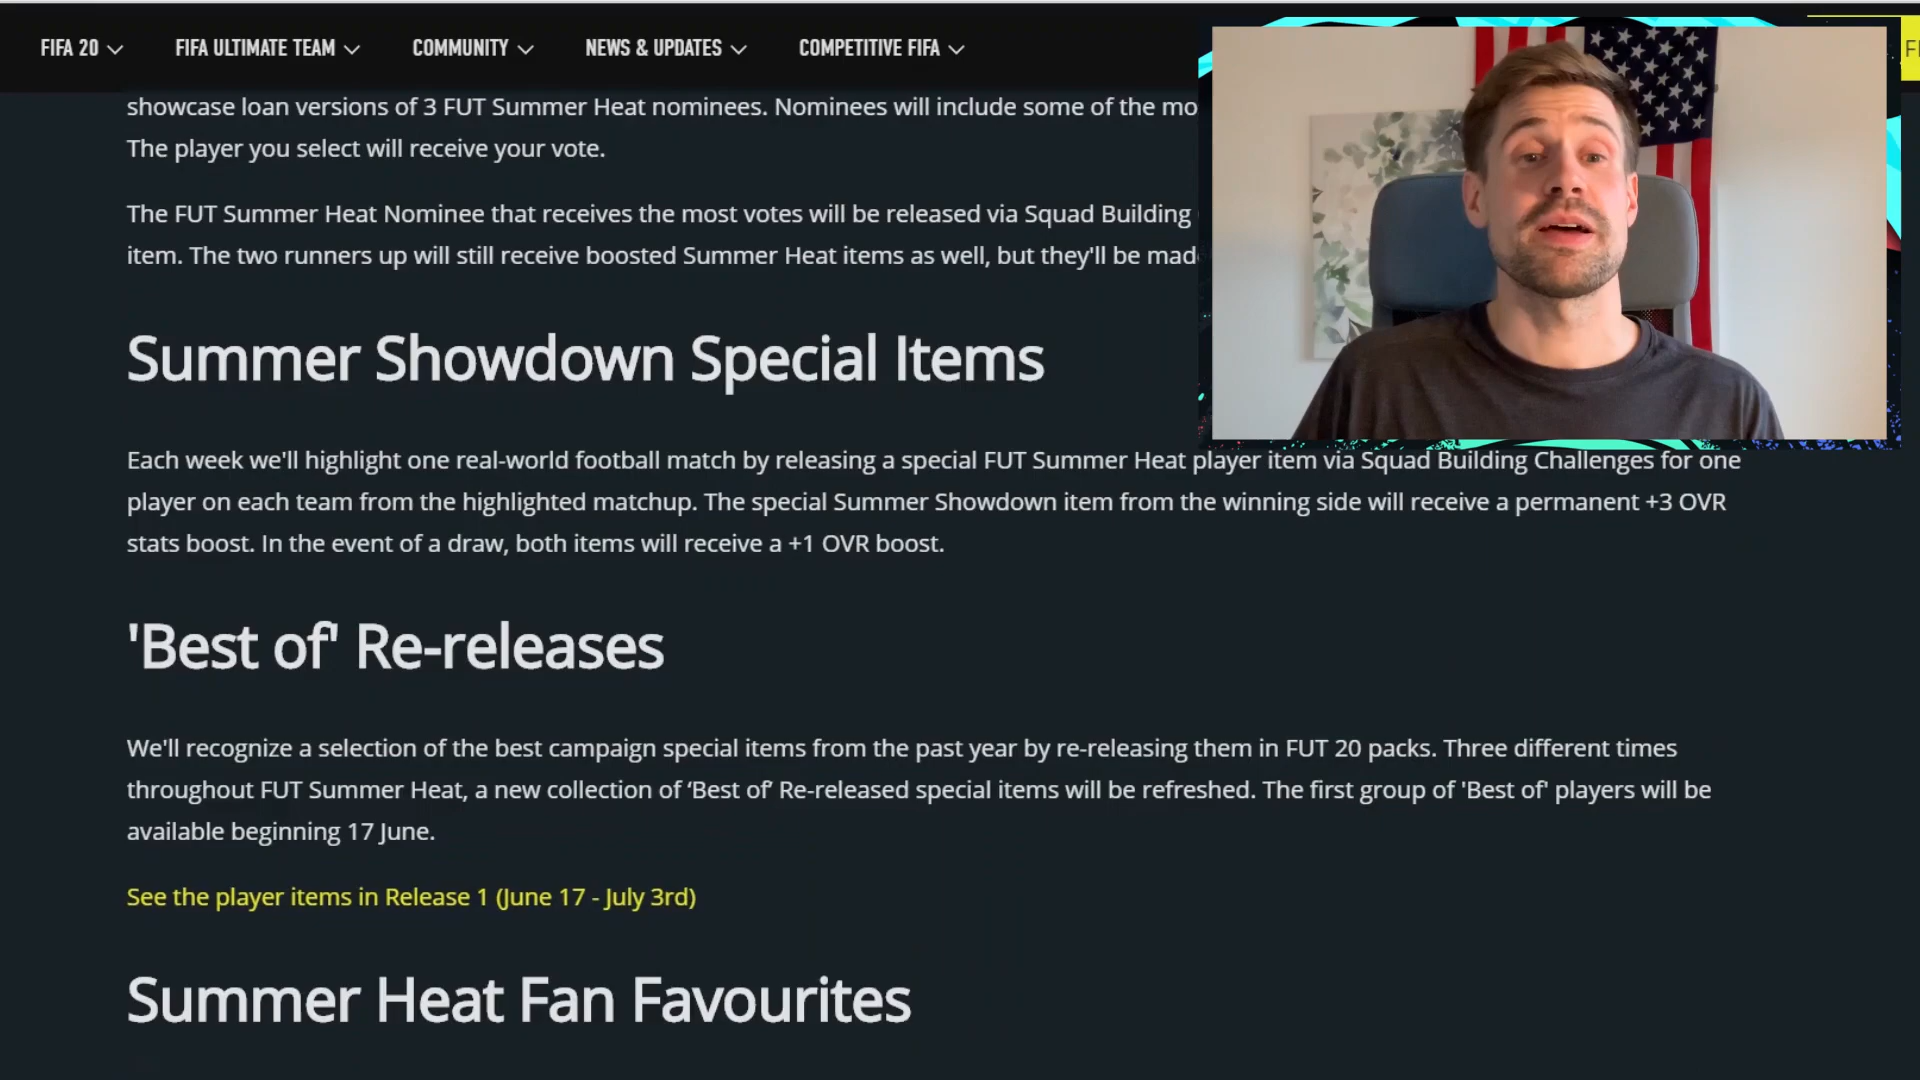 FIFA 20 FIFA ULTIMATE TEAM COMMUNITY NEWS & UPDATES COMPETITIVE FIFA
showcase loan versions of 3 FUT Summer Heat nominees. Nominees will include some of the
The player you select will receive your vote.
The FUT Summer Heat Nominee that receives the most votes will be released via Squad Building
item. The two runners up will still receive boosted Summer Heat items as well, but they'll be made
Summer Showdown Special Items
Each week we'll highlight one real-world football match by releasing a special FUT Summer Heat player item via Squad Building Challenges for one
player on each team from the highlighted matchup. The special Summer Showdown item from the winning side will receive a permanent +3 OVR
stats boost. In the event of a draw, both items will receive a +1 OVR boost.
'Best of' Re-releases
We'll recognize a selection of the best campaign special items from the past year by re-releasing them in FUT 20 packs. Three different times
throughout FUT Summer Heat, a new collection of ‘Best of’ Re-released special items will be refreshed. The first group of 'Best of' players will be
available beginning 17 June.
See the player items in Release 1 (June 17 - July 3rd)
Summer Heat Fan Favourites